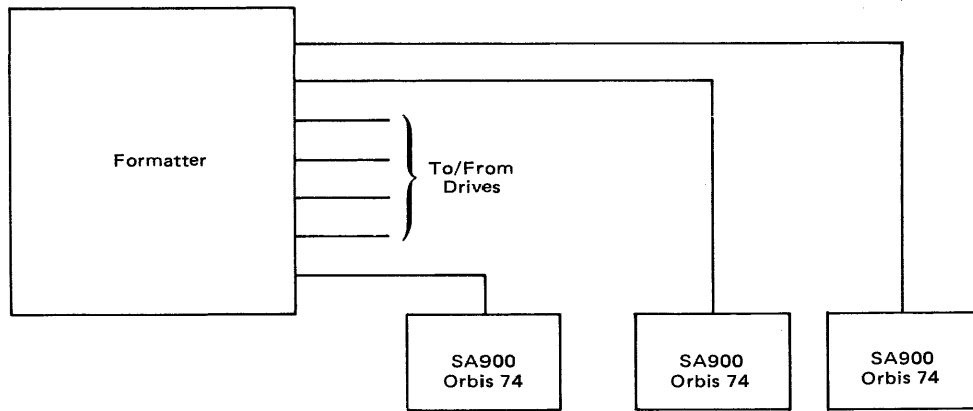 Formatter
To/From
Drives
SA900
Orbis 74
SA900
Orbis 74
SA900
Orbis 74